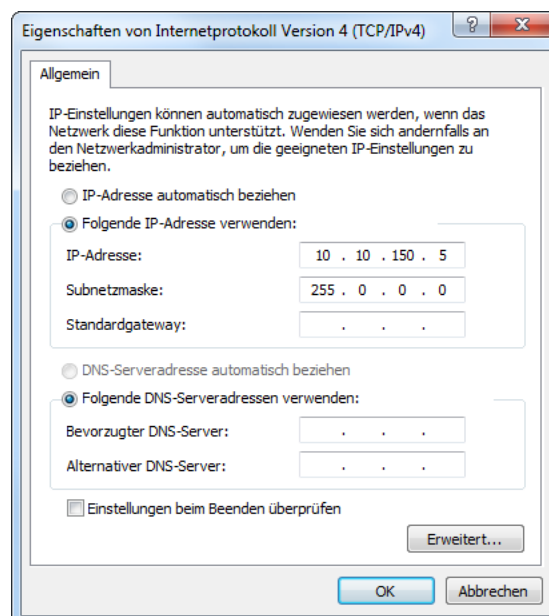 Eigenschaften von Internetprotokoll Version 4 (TCP/IPv4)
Allgemein
IP-Einstellungen können automatisch zugewiesen werden, wenn das
Netzwerk diese Funktion unterstützt. Wenden Sie sich andernfalls an
den Netzwerkadministrator, um die geeigneten IP-Einstellungen zu
beziehen.
IP-Adresse automatisch beziehen
Folgende IP-Adresse verwenden:
IP-Adresse: 10 . 10 . 150 . 5
Subnetzmaske: 255 . 0 . 0 . 0
Standardgateway: . . .
DNS-Serveradresse automatisch beziehen
Folgende DNS-Serveradressen verwenden:
Bevorzugter DNS-Server: . . .
Alternativer DNS-Server: . . .
Einstellungen beim Beenden überprüfen
Erweitert...
OK Abbrechen